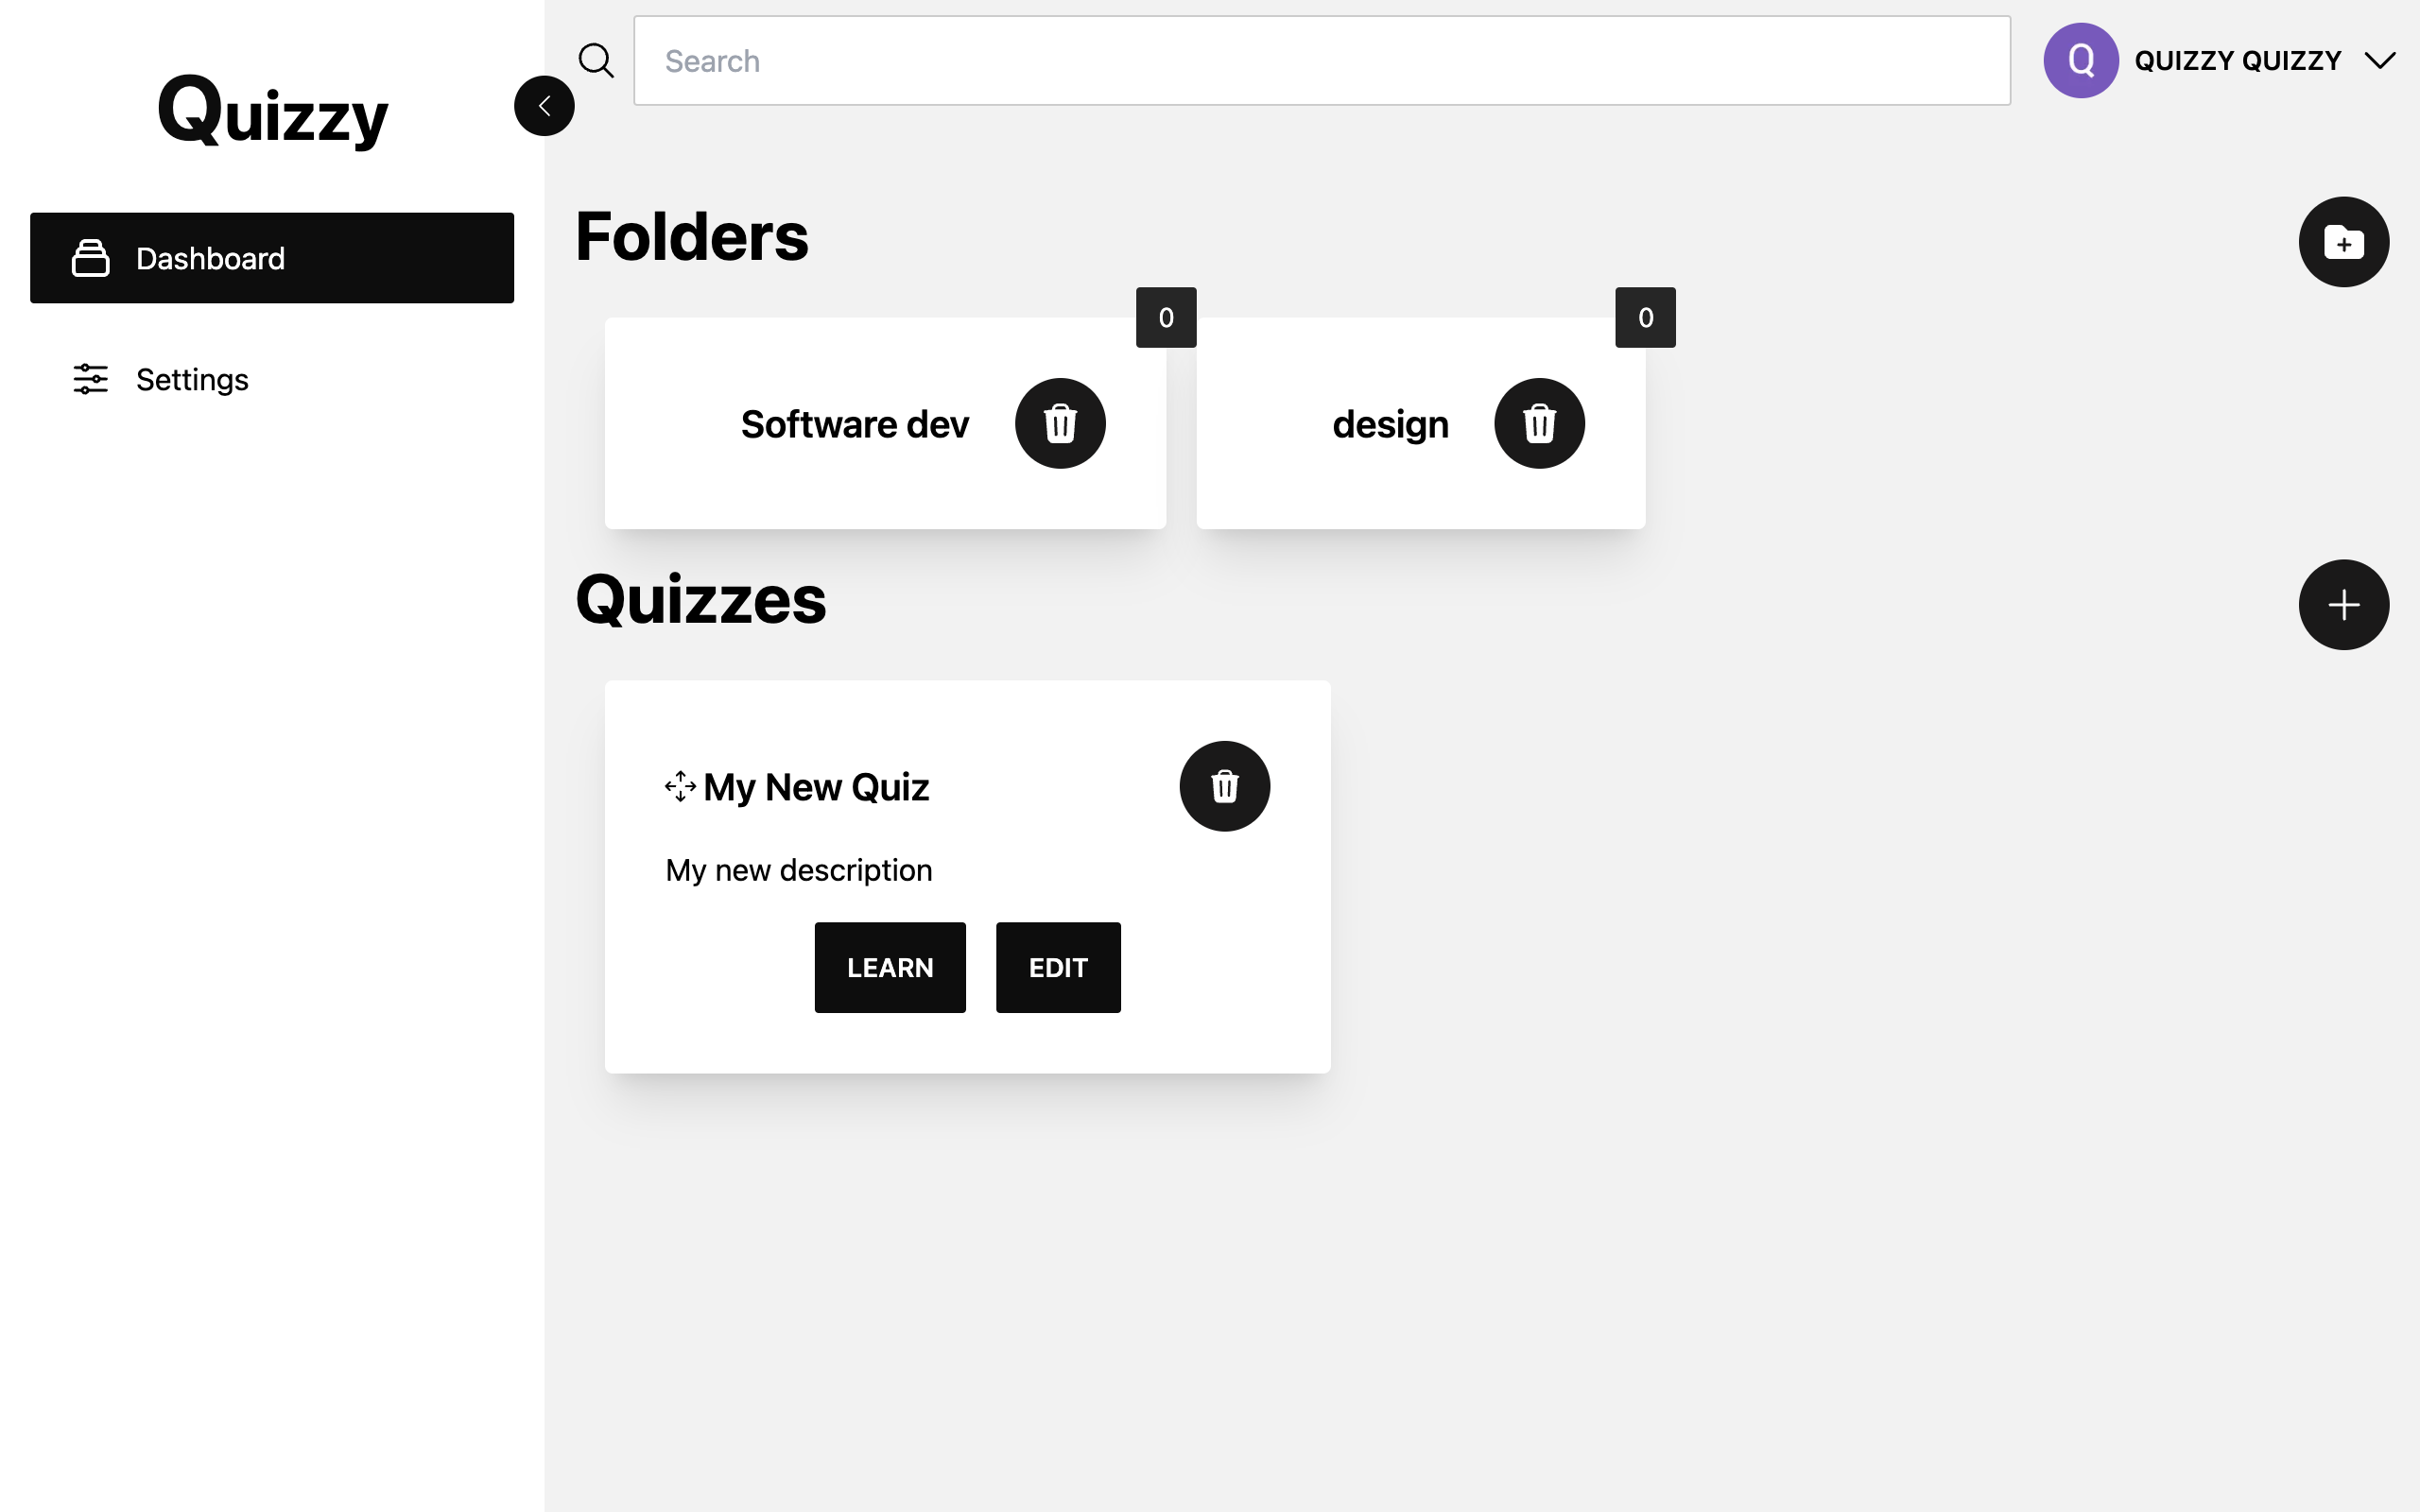 Quizzy
Search
Q
QUIZZY QUIZZY
Dashboard
Settings
Folders
0
0
Software dev
design
Quizzes
My New Quiz
My new description
LEARN
EDIT